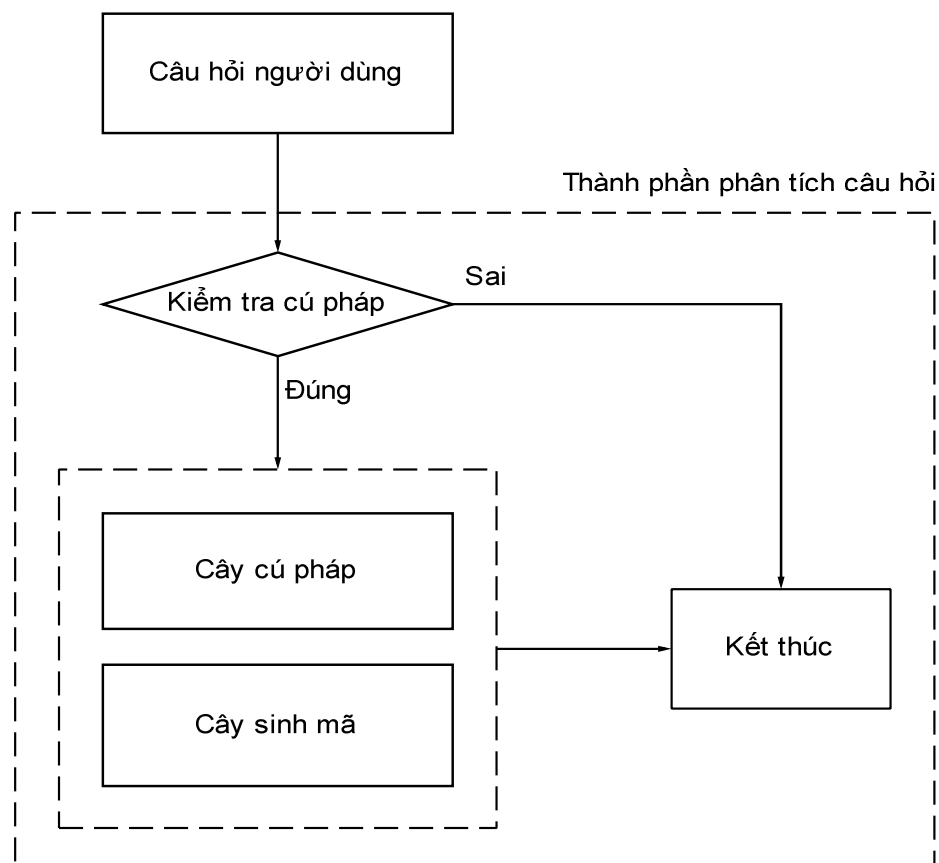 Câu hỏi người dùng
Thành phần phân tích câu hỏi
Sai
Kiểm tra cú pháp
Đúng
Cây cú pháp
Kết thúc
Cây sinh mã